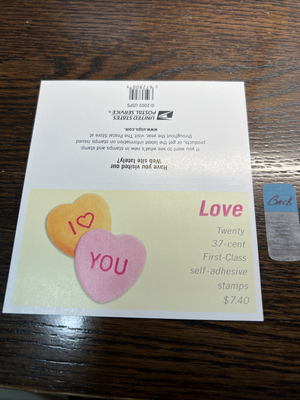 Love
Twenty
37-cent
First-Class
self-adhesive
stamps
$7.40
I
YOU
Back
Have you visited our
Web site lately?
If you want to see what's new in stamps and stamp
products, or get the latest information on stamps issued
throughout the year, visit The Postal Store at
www.usps.com.
UNITED STATES
POSTAL SERVICE®
© 2003 USPS